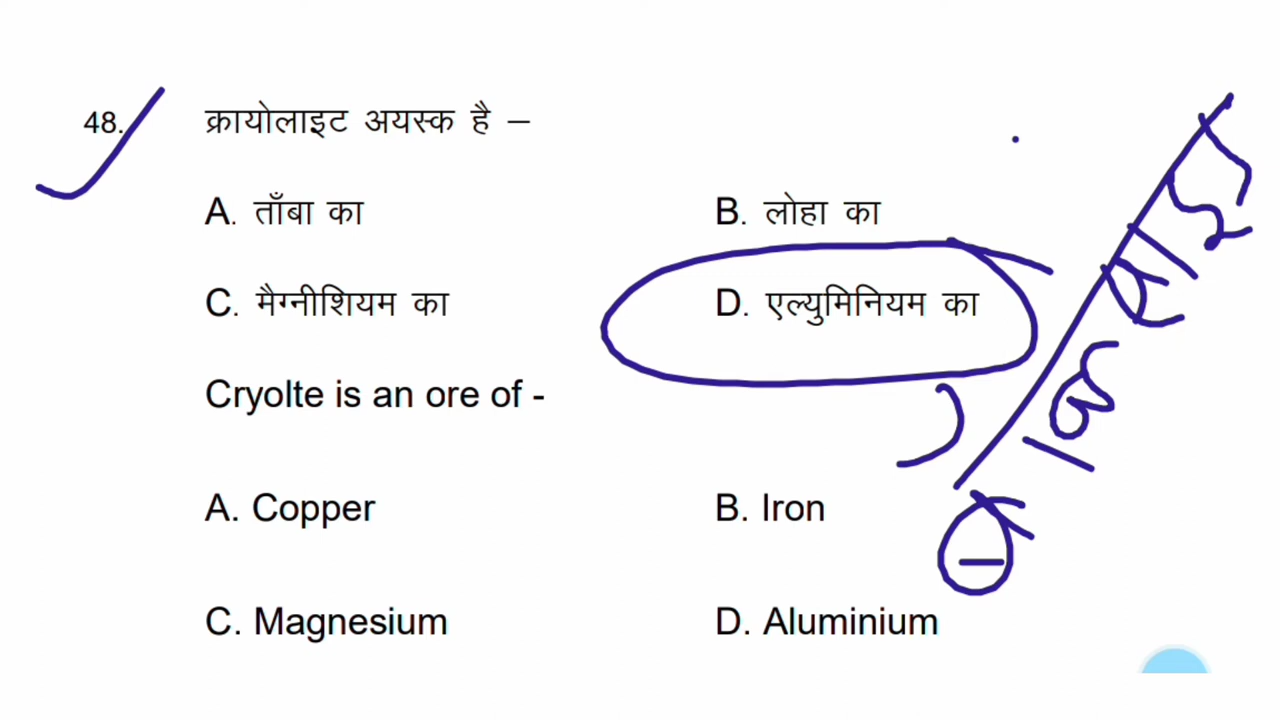 48. क्रायोलाइट अयस्क है –
A. ताँबा का B. लोहा का
C. मैग्नीशियम का D. एल्युमिनियम का
Cryolte is an ore of -
A. Copper B. Iron
C. Magnesium D. Aluminium